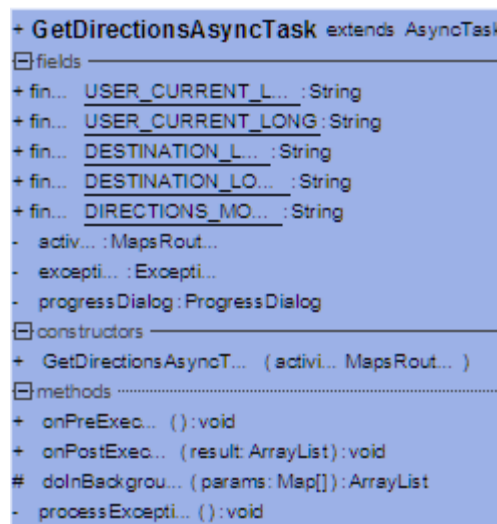 + GetDirectionsAsyncTask extends AsyncTask
fields
+ fin... USER_CURRENT_L... : String
+ fin... USER_CURRENT_LONG : String
+ fin... DESTINATION_L... : String
+ fin... DESTINATION_LO... : String
+ fin... DIRECTIONS_MO... : String
- activ... : MapsRout...
- excepti... : Excepti...
- progressDialog : ProgressDialog
constructors
+ GetDirectionsAsyncT... ( activi... MapsRout... )
methods
+ onPreExec... ( ) : void
+ onPostExec... ( result: ArrayList ) : void
# doInBackgrou... ( params: Map[] ) : ArrayList
- processExcepti... ( ) : void